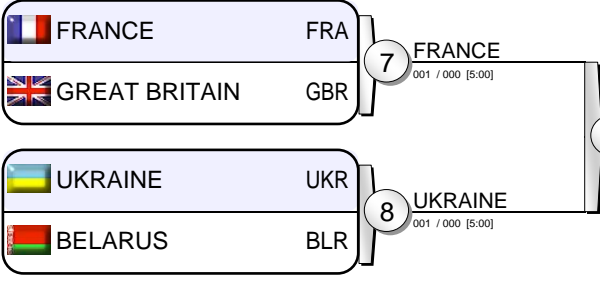 FRANCE FRA
7 FRANCE
001 / 000 [5:00]
GREAT BRITAIN GBR
UKRAINE UKR
8 UKRAINE
001 / 000 [5:00]
BELARUS BLR